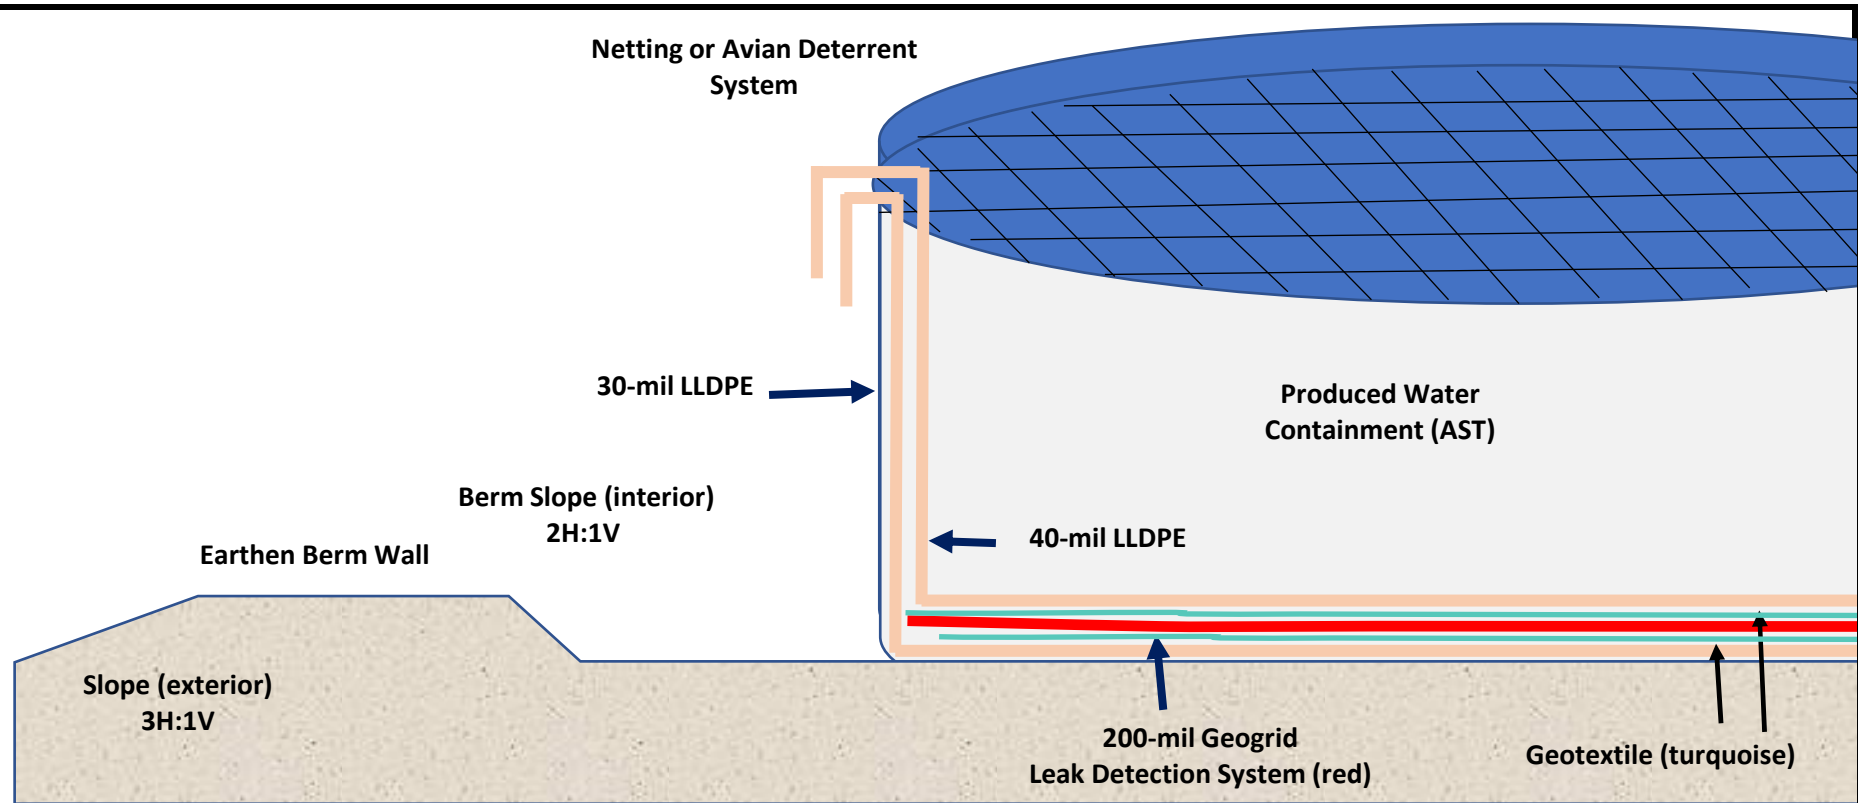 Netting or Avian Deterrent
System
30-mil LLDPE
Produced Water
Containment (AST)
Berm Slope (interior)
2H:1V
40-mil LLDPE
Earthen Berm Wall
Slope (exterior)
3H:1V
200-mil Geogrid
Leak Detection System (red)
Geotextile (turquoise)